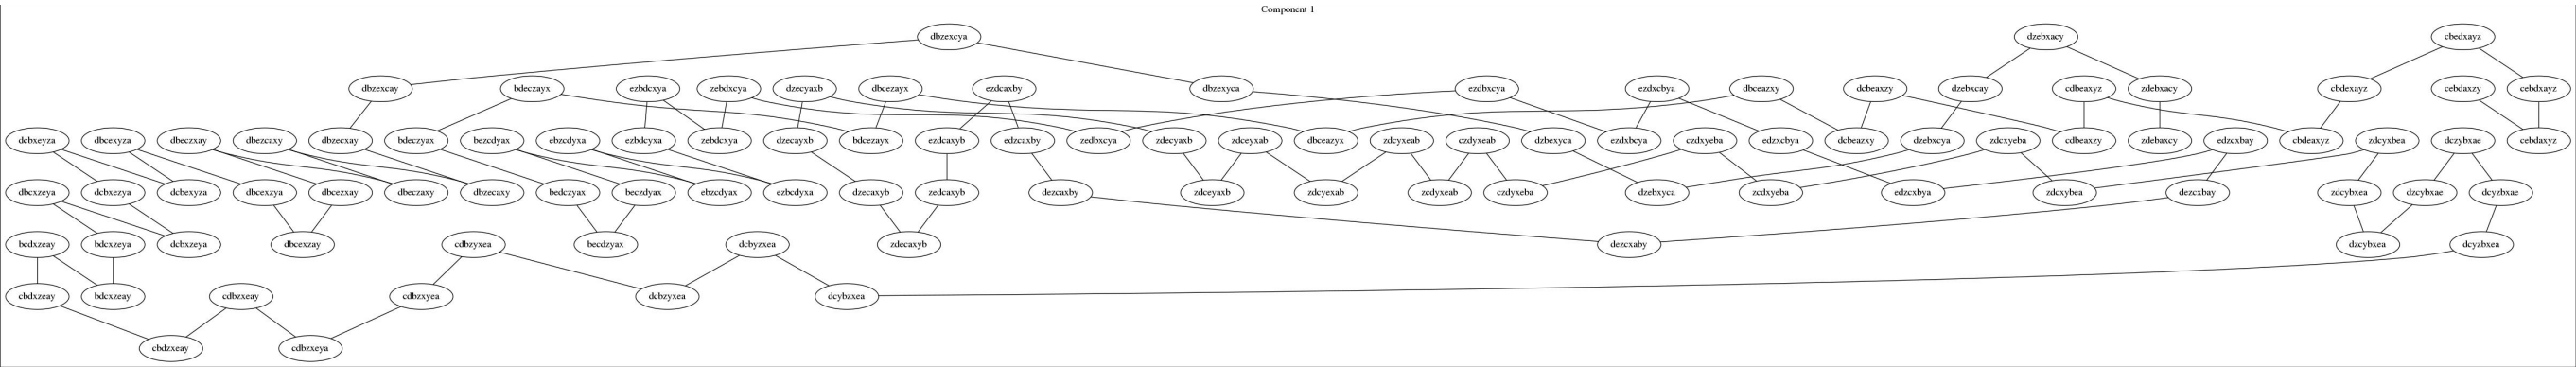 Component 1
dbzexcya dzebxacy cbedxayz
dbzexcay bdeczayx ezbdcxya zebdxcya dzecyaxb dbcezayx ezdcaxby dbzexyca ezdbxcya ezdxcbya dbceazxy dcbeazxy dzebxcay cdbeaxyz zdebxacy cbdexayz cebdaxzy cebdxayz
dcbxeyza dbcexyza dbeczxay dbezcaxy dbzecxay bdeczyax bezcdyax ebzcdyxa ezbdcyxa zebdcxya dzecayxb bdcezayx ezdcaxyb edzcaxby zedbxcya zdecyaxb zdceyxab dbceazyx zdcyxeab czdyxeab dzbexyca ezdxbcya czdxyeba edzxcbya dcbeazxy dzebxcya zdcxyeba cdbeaxzy zdebaxcy edzcxbay cbdeaxyz zdcyxbea dczybxae cebdaxyz
dbcxzeya dcbxezya dcbexyza dbcexzya dbcezxay dbeczaxy dbzecaxy bedczyax beczdyax ebzcdyax ezbcdyxa dzecaxyb zedcaxyb dezcaxby zdceyaxb zdcyexab zcdyxeab czdyxeba dzebxyca zcdxyeba edzcxbya zdcxybea dezcxbay zdcybxea dzcybxae dcyzbxae
bcdxzeay bdcxzeya dcbxzeya dbcexzay cdbzyxea becdzyax dcbyzxea zdecaxyb dezcxaby dzcybxea dcyzbxea
cbdxzeay bdcxzeay cdbzxeay cdbzxyea dcbzyxea dcybzxea
cbdzxeay cdbzxeya